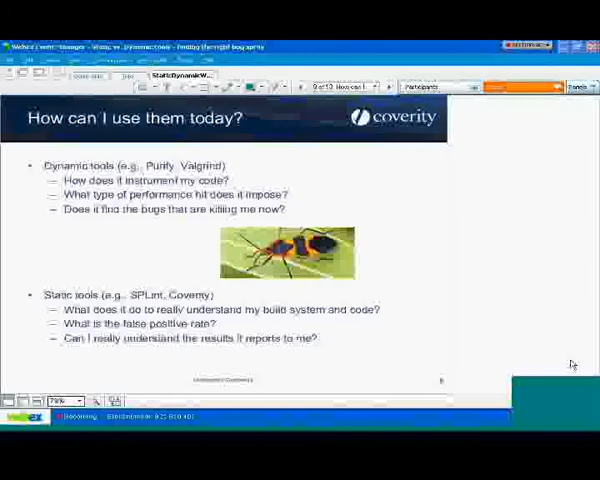 Participants
Panels
How can I use them today?
coverity
• Dynamic tools (e.g., Purify, Valgrind)
– How does it instrument my code?
– What type of performance hit does it impose?
– Does it find the bugs that are killing me now?
• Static tools (e.g., SPLint, Coverity)
– What does it do to really understand my build system and code?
– What is the false positive rate?
– Can I really understand the results it reports to me?
79%
webex